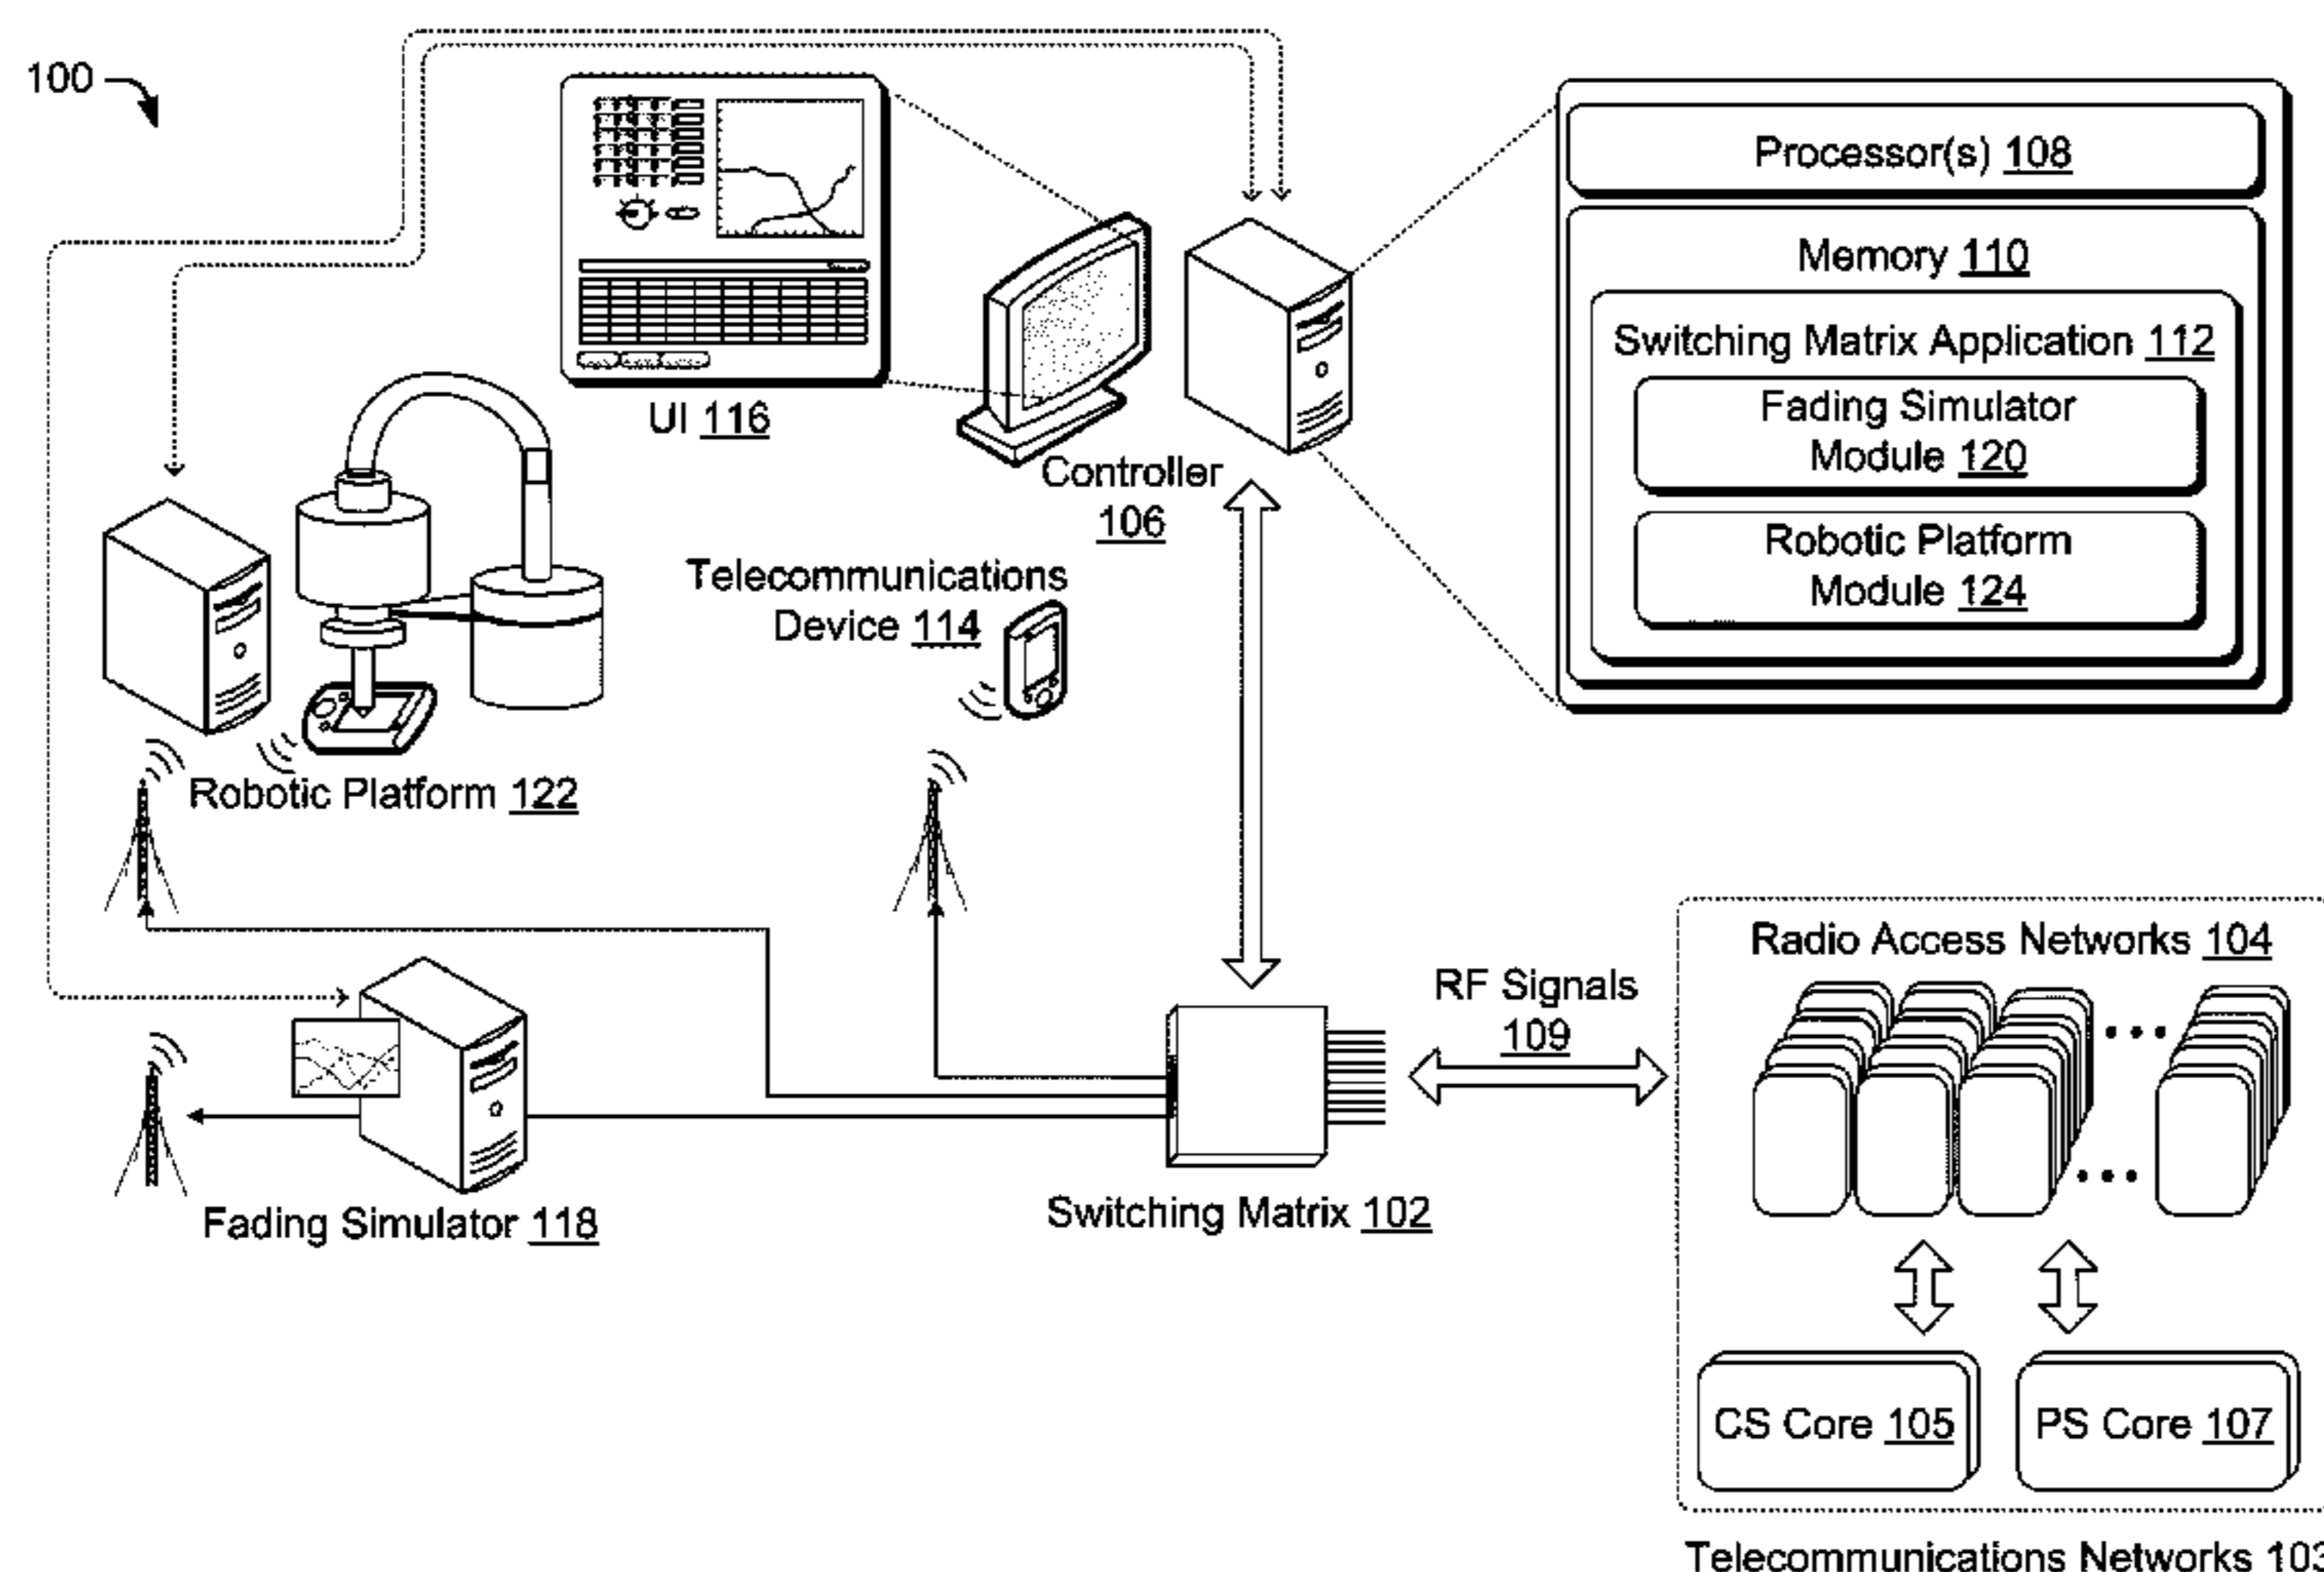 100
Processor(s) 108
Memory 110
Switching Matrix Application 112
Fading Simulator
Module 120
Robotic Platform
Module 124
UI 116
Controller
106
Telecommunications
Device 114
Robotic Platform 122
Radio Access Networks 104
RF Signals
109
Fading Simulator 118
Switching Matrix 102
CS Core 105
PS Core 107
Telecommunications Networks 103